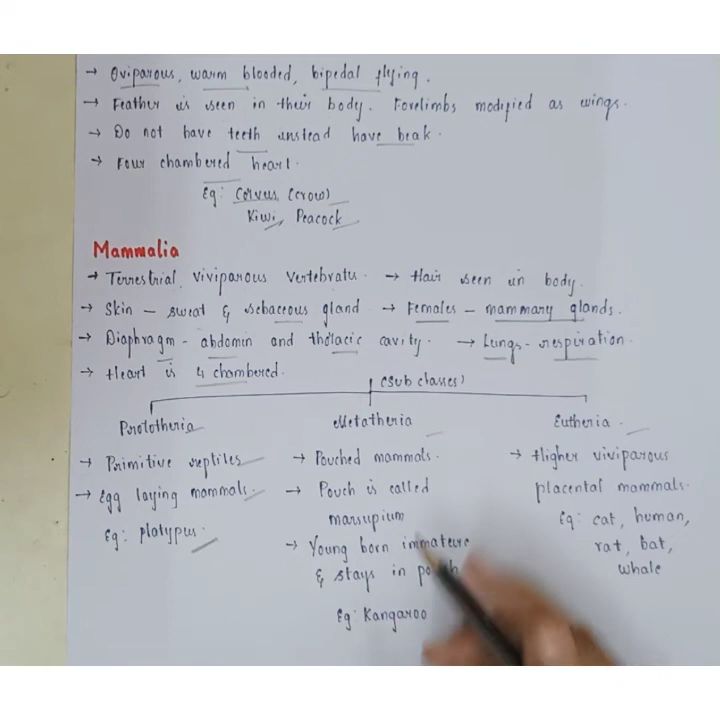 → Oviparous, warm blooded, bipedal flying.
→ Feather is seen in their body. Forelimbs modified as wings.
→ Do not have teeth instead have beak.
→ Four chambered heart.
Eg: Corvus (crow)
Kiwi, Peacock
Mammalia
→ Terrestrial, viviparous vertebrate. → Hair seen in body.
→ Skin – sweat & sebaceous gland → Females – mammary glands.
→ Diaphragm – abdomin and thoracic cavity. → Lungs – respiration.
→ Heart is 4 chambered.
(Sub classes)
Prototheria
→ Primitive reptiles
→ Egg laying mammals.
Eg: platypus.
Metatheria
→ Pouched mammals.
→ Pouch is called
marsupium
→ Young born immature
& stays in
Eg: Kangaroo
Eutheria.
→ Higher viviparous
placental mammals.
Eg: cat, human,
rat, bat,
whale